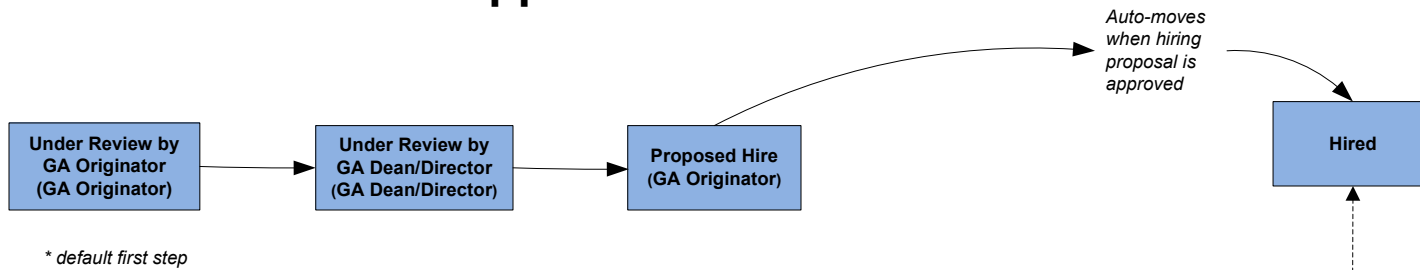 Auto-moves
when hiring
proposal is
approved
Under Review by
GA Originator
(GA Originator)
Under Review by
GA Dean/Director
(GA Dean/Director)
Proposed Hire
(GA Originator)
Hired
* default first step